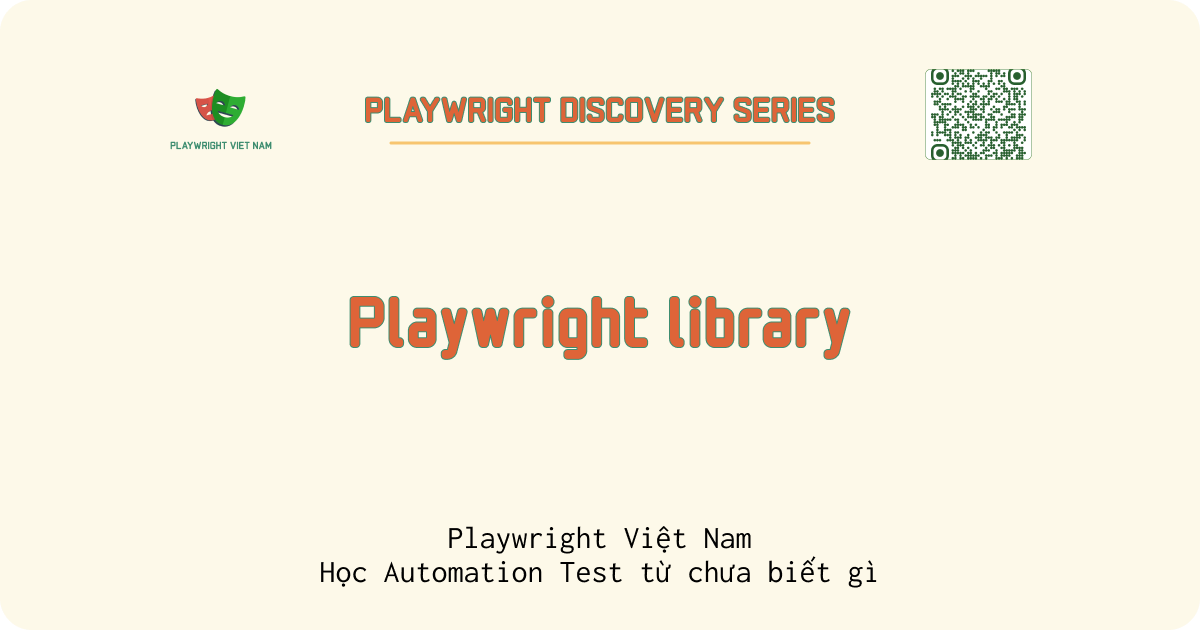 PLAYWRIGHT VIET NAM
PLAYWRIGHT DISCOVERY SERIES
Playwright library
Playwright Việt Nam
Học Automation Test từ chưa biết gì